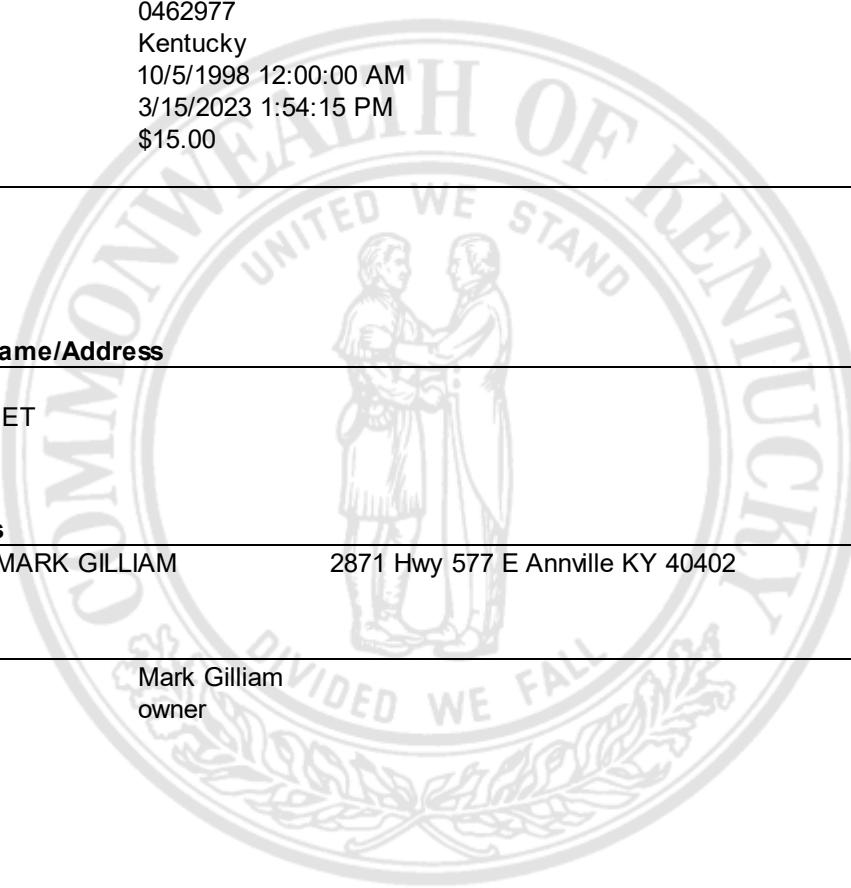 0462977
Kentucky
10/5/1998 12:00:00 AM
3/15/2023 1:54:15 PM
$15.00
ame/Address
ET
s
MARK GILLIAM 2871 Hwy 577 E Annville KY 40402
Mark Gilliam
owner
COMMONWEALTH OF KENTUCKY
UNITED WE STAND
DIVIDED WE FALL